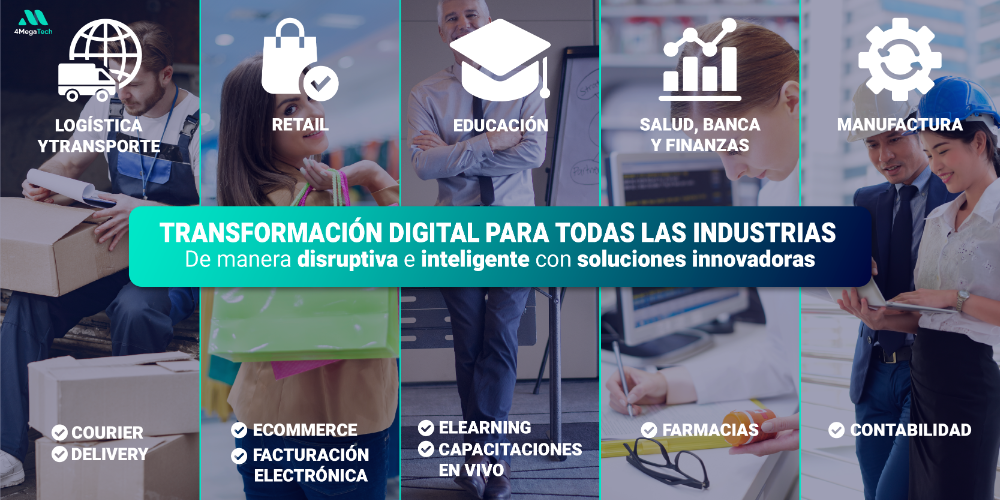 4MegaTech
LOGÍSTICA
YTRANSPORTE
RETAIL
EDUCACIÓN
SALUD, BANCA
Y FINANZAS
MANUFACTURA
TRANSFORMACIÓN DIGITAL PARA TODAS LAS INDUSTRIAS
De manera disruptiva e inteligente con soluciones innovadoras
COURIER
DELIVERY
ECOMMERCE
FACTURACIÓN
ELECTRÓNICA
ELEARNING
CAPACITACIONES
EN VIVO
FARMACIAS
CONTABILIDAD